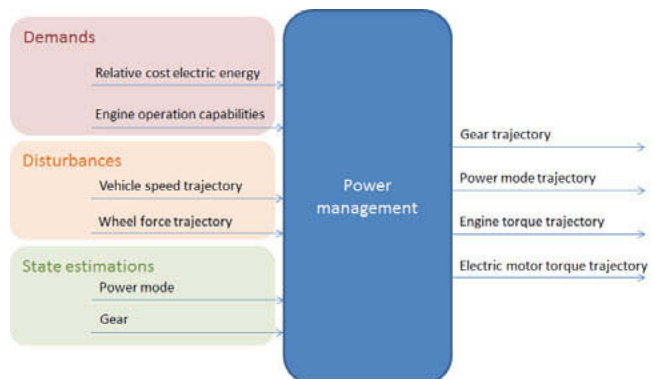 Demands
Relative cost electric energy
Engine operation capabilities
Disturbances
Vehicle speed trajectory
Wheel force trajectory
State estimations
Power mode
Gear
Power
management
Gear trajectory
Power mode trajectory
Engine torque trajectory
Electric motor torque trajectory